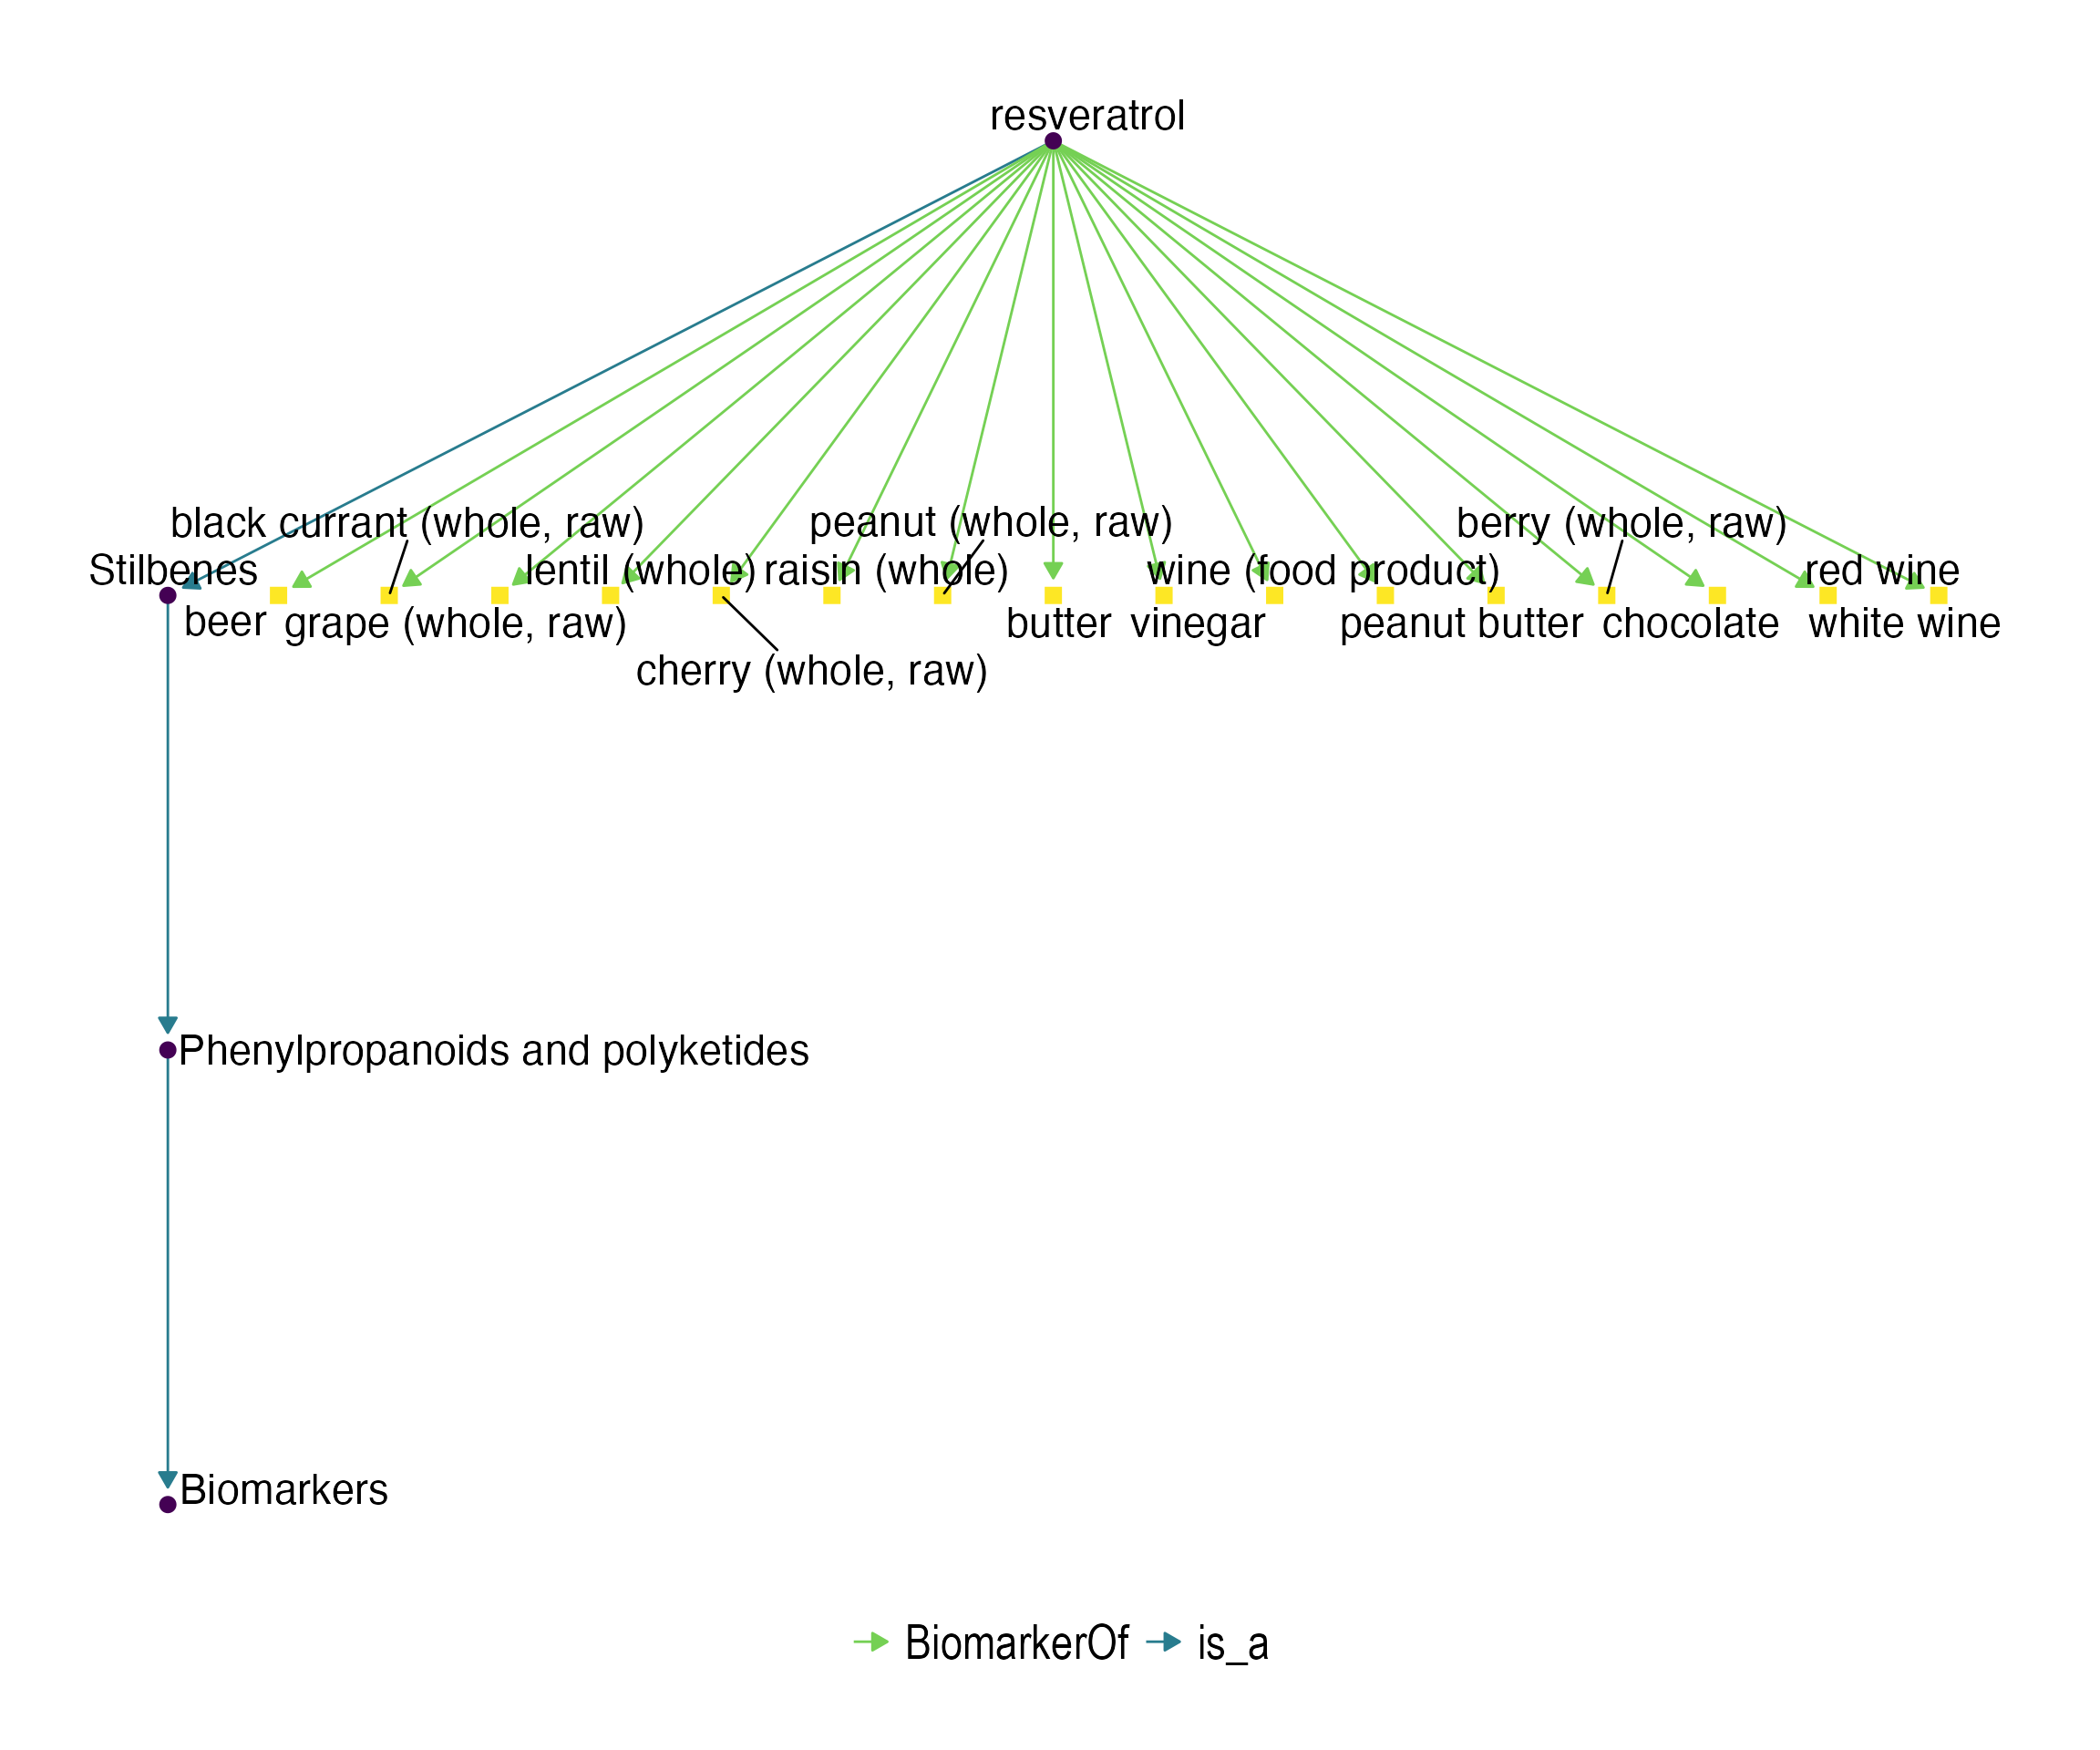 resveratrol
black currant (whole, raw)
peanut (whole, raw)
berry (whole, raw)
Stilbenes
lentil (whole)
raisin (whole)
wine (food product)
red wine
beer
grape (whole, raw)
butter
vinegar
peanut butter
chocolate
white wine
cherry (whole, raw)
Phenylpropanoids and polyketides
Biomarkers
BiomarkerOf
is_a